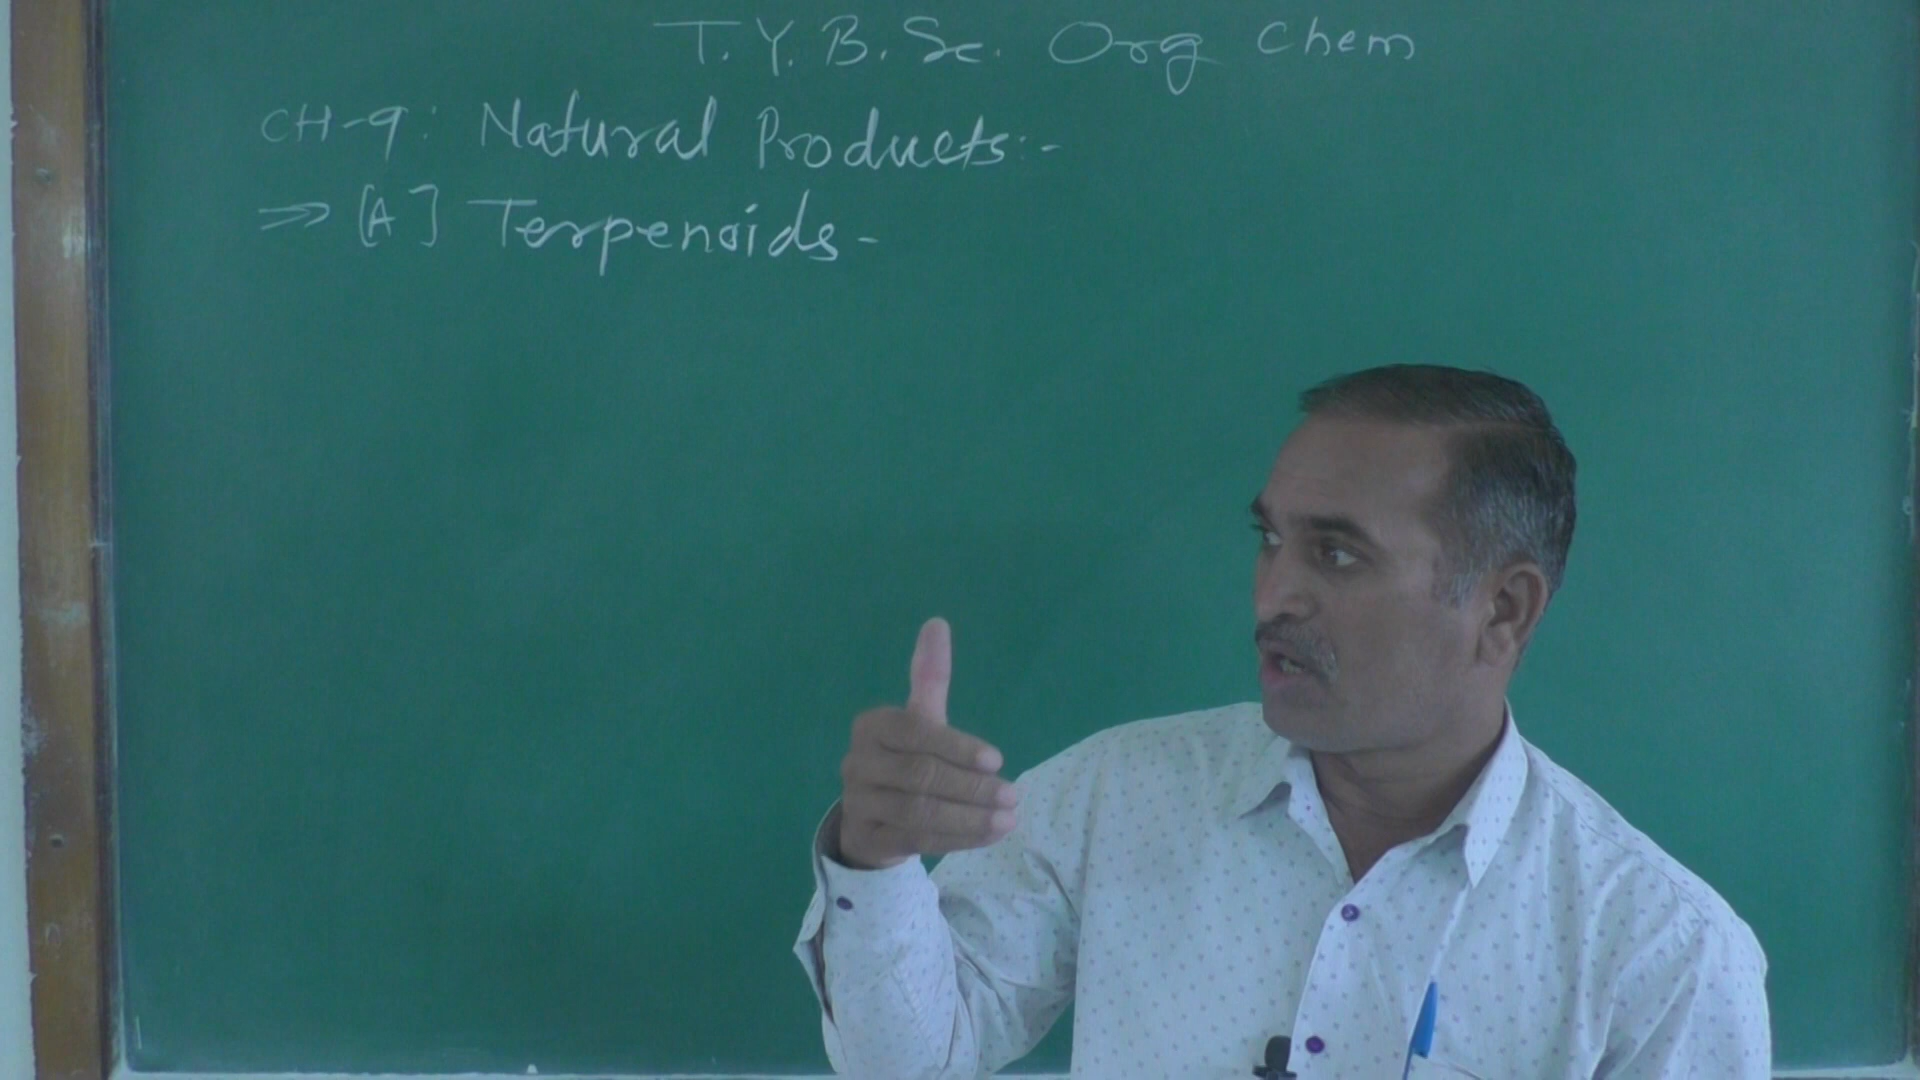 T.Y.B.Sc. Org Chem
CH-9: Natural Products:-
⇒ [A] Terpenoids-